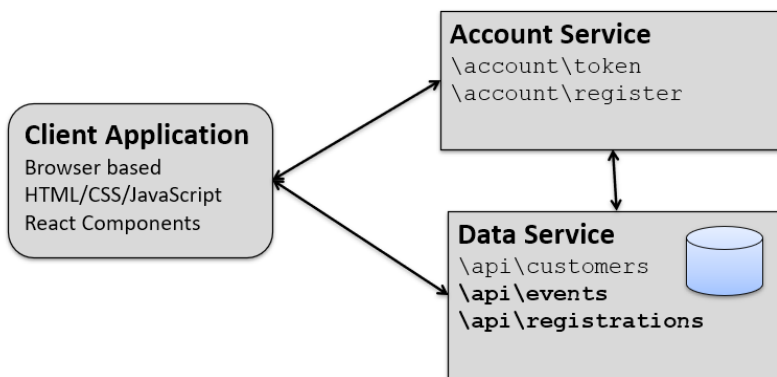 Account Service
\account\token
\account\register
Client Application
Browser based
HTML/CSS/JavaScript
React Components
Data Service
\api\customers
\api\events
\api\registrations